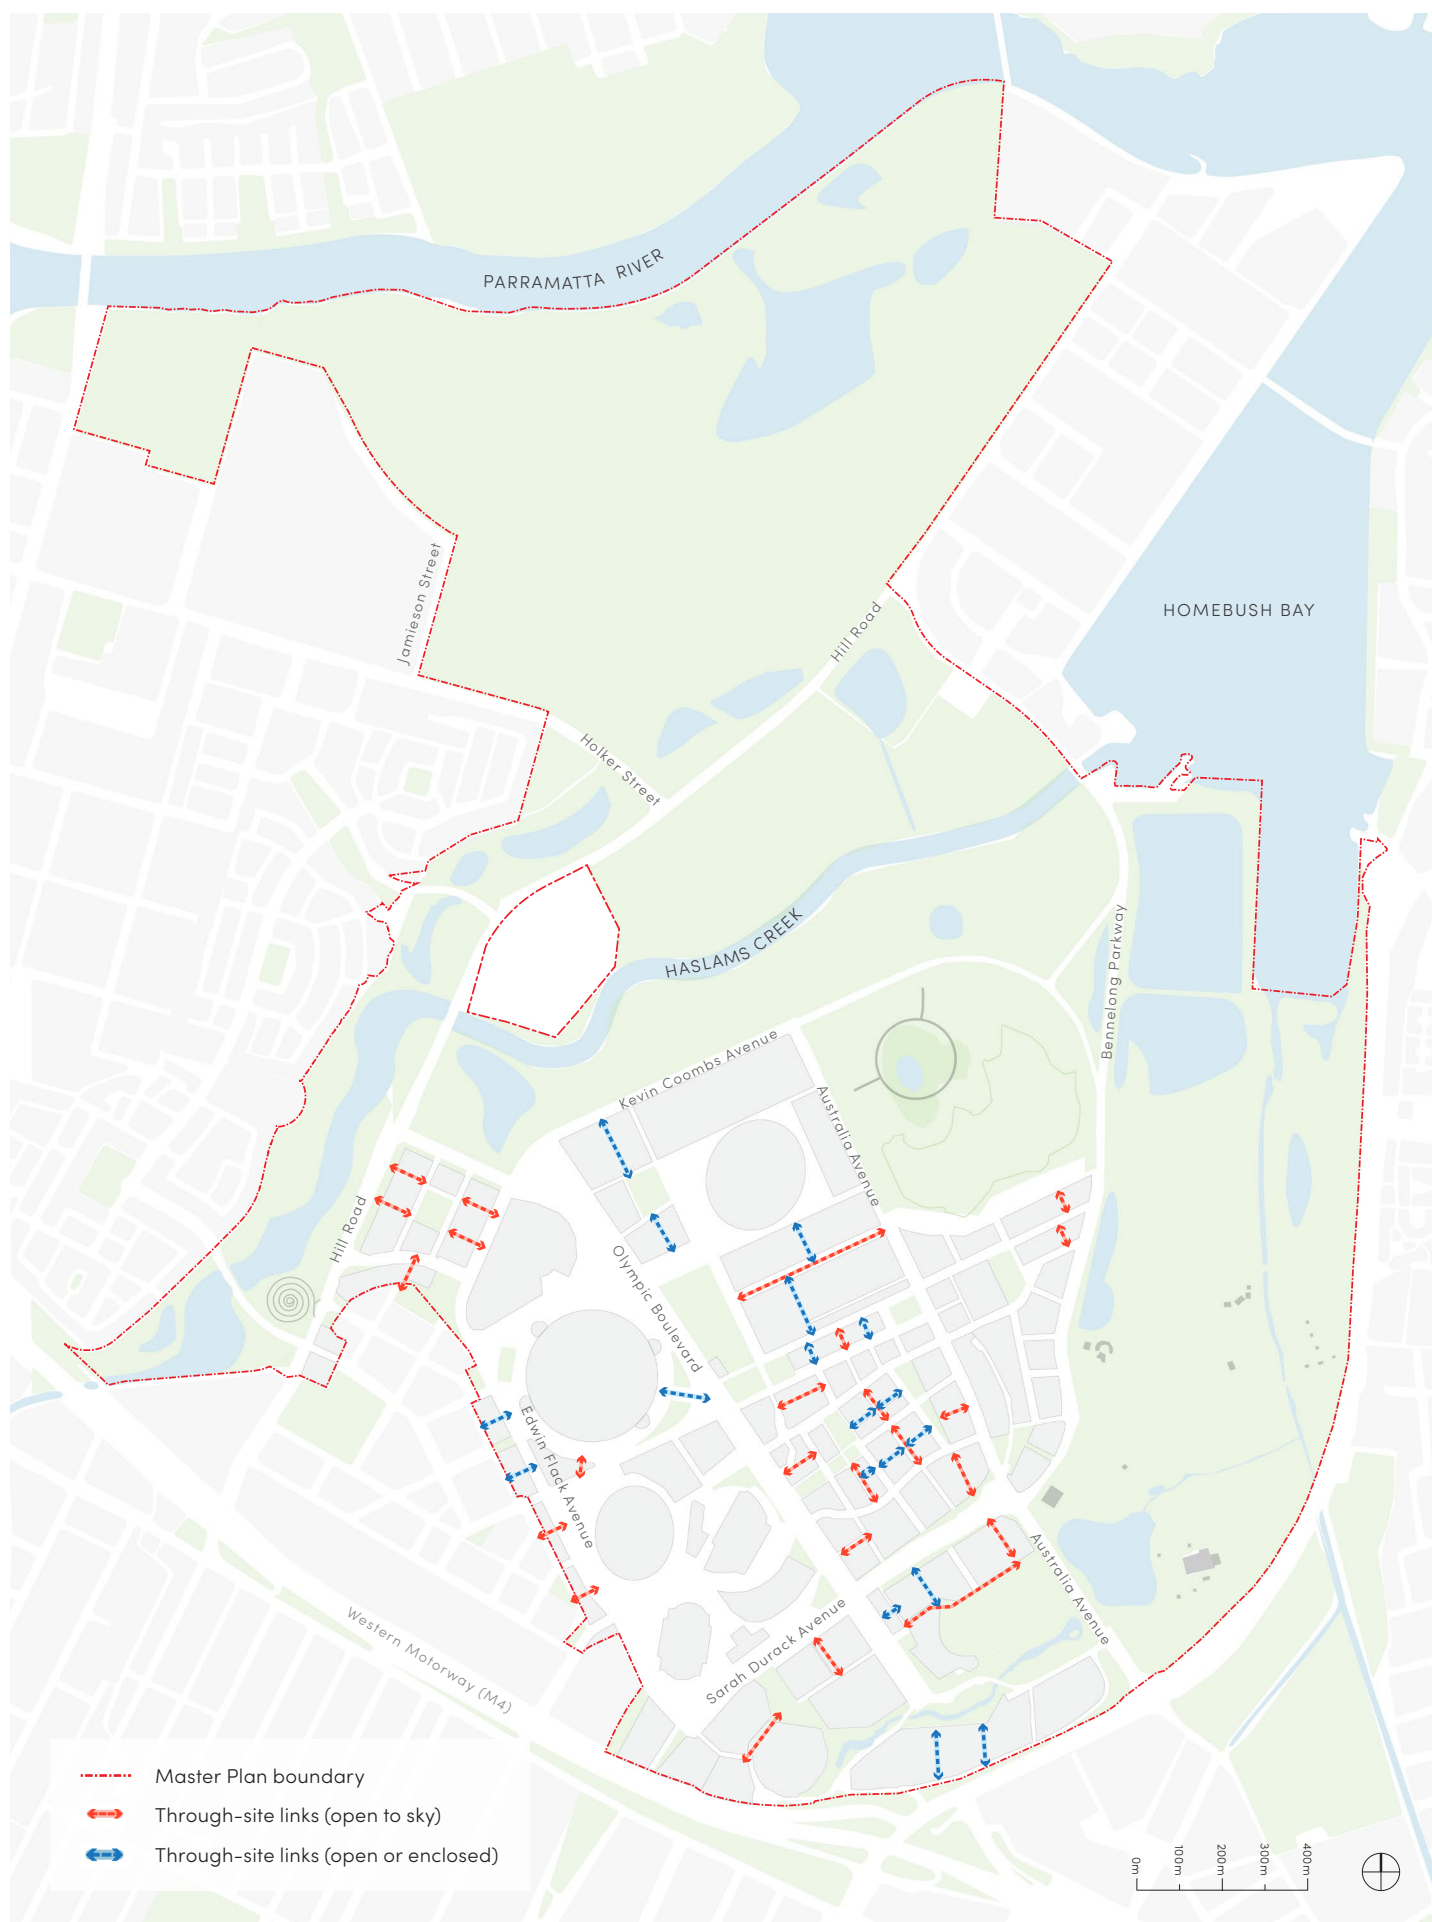 PARRAMATTA RIVER
Jamieson Street
Hill Road
HOMEBUSH BAY
Holker Street
HASLAMS CREEK
Bennelong Parkway
Kevin Coombs Avenue
Australia Avenue
Hill Road
Olympic Boulevard
Edwin Flack Avenue
Australia Avenue
Sarah Durack Avenue
Western Motorway (M4)
Master Plan boundary
Through-site links (open to sky)
Through-site links (open or enclosed)
0m
100m
200m
300m
400m